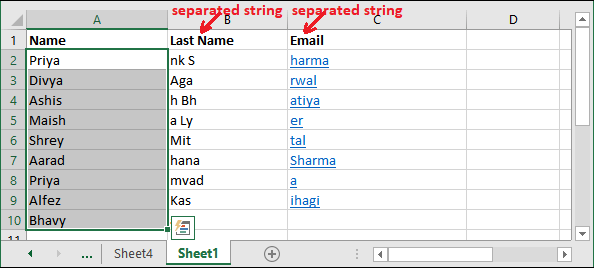 separated string separated string
A B C D
1 Name Last Name Email
2 Priya nk S harma
3 Divya Aga rwal
4 Ashis h Bh atiya
5 Maish a Ly er
6 Shrey Mit tal
7 Aarad hana Sharma
8 Priya mvad a
9 Alfez Kas ihagi
10 Bhavy
11
... Sheet4 Sheet1